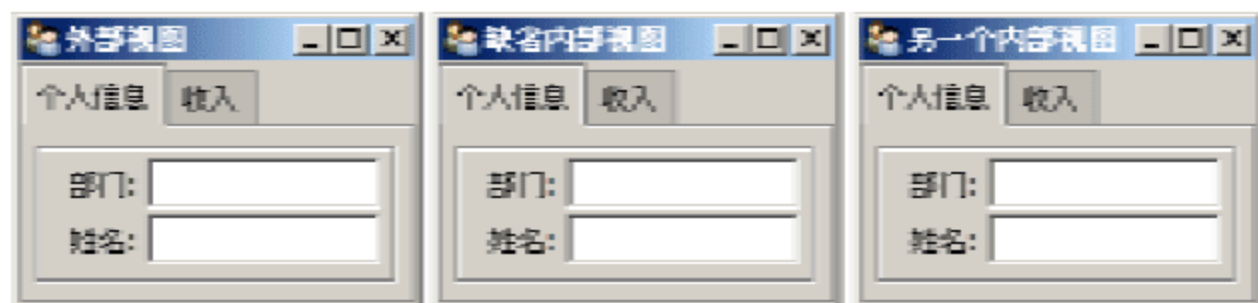 外部视图
个人信息 收入
部门:
姓名:
缺省内部视图
个人信息 收入
部门:
姓名:
另一个内部视图
个人信息 收入
部门:
姓名: